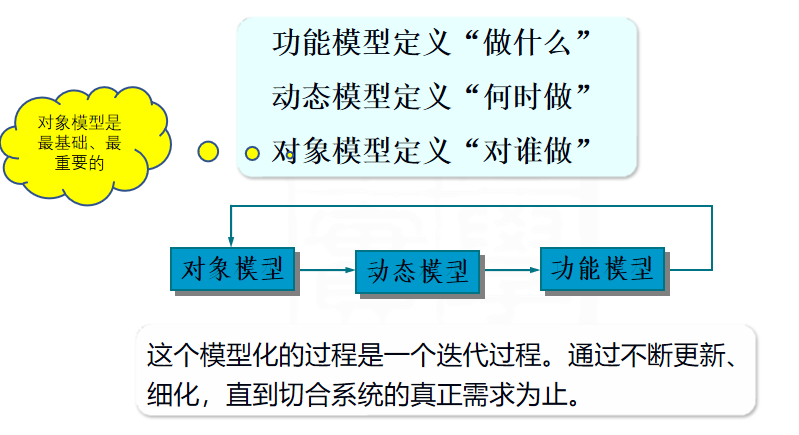 功能模型定义“做什么”
动态模型定义“何时做”
对象模型定义“对谁做”
对象模型是
最基础、最
重要的
对象模型
动态模型
功能模型
这个模型化的过程是一个迭代过程。通过不断更新、
细化，直到切合系统的真正需求为止。